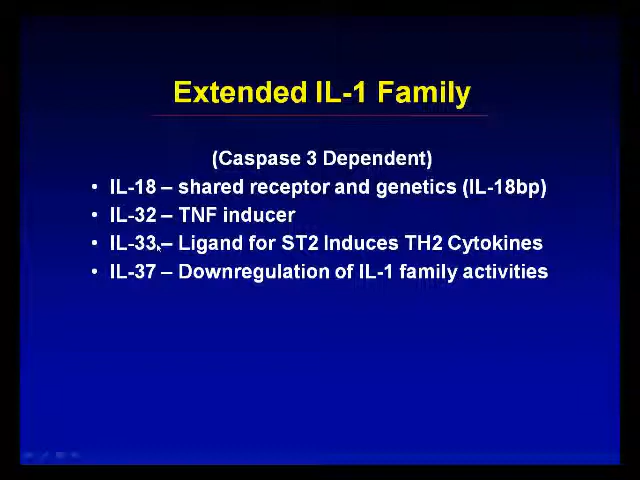 Extended IL-1 Family
(Caspase 3 Dependent)
• IL-18 – shared receptor and genetics (IL-18bp)
• IL-32 – TNF inducer
• IL-33 – Ligand for ST2 Induces TH2 Cytokines
• IL-37 – Downregulation of IL-1 family activities